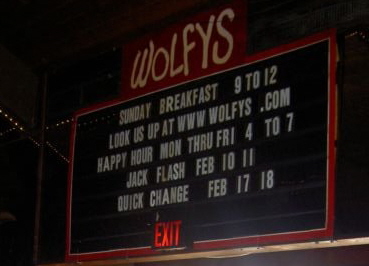 WOLFYS
SUNDAY BREAKFAST 9 TO 12
LOOK US UP AT WWW WOLFYS .COM
HAPPY HOUR MON THRU FRI 4 TO 7
JACK FLASH FEB 10 11
QUICK CHANGE FEB 17 18
EXIT